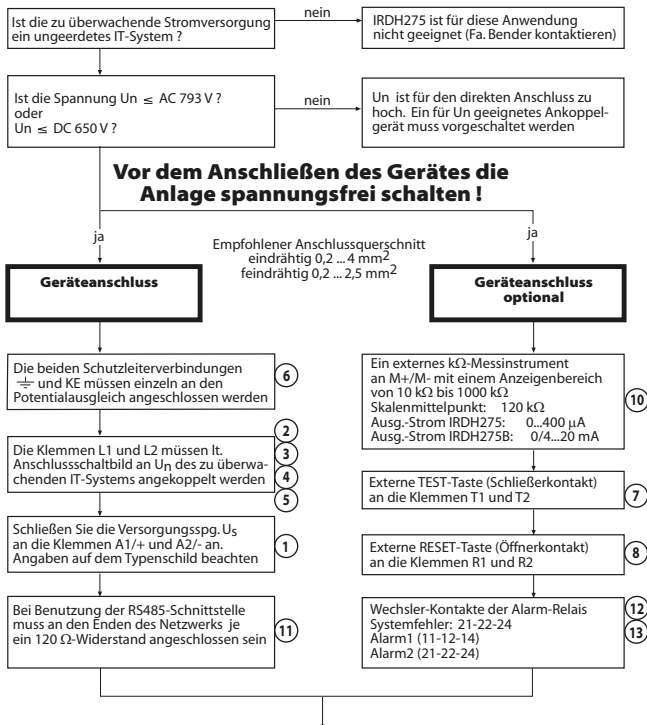 Ist die zu überwachende Stromversorgung
ein ungeerdetes IT-System ?
nein
IRDH275 ist für diese Anwendung
nicht geeignet (Fa. Bender kontaktieren)
Ist die Spannung Un ≤ AC 793 V ?
oder
Un ≤ DC 650 V ?
nein
Un ist für den direkten Anschluss zu
hoch. Ein für Un geeignetes Ankoppel-
gerät muss vorgeschaltet werden
Vor dem Anschließen des Gerätes die
Anlage spannungsfrei schalten !
ja
ja
Empfohlener Anschlussquerschnitt
eindrähtig 0,2 ... 4 mm²
feindrähtig 0,2 ... 2,5 mm²
Geräteanschluss
Geräteanschluss
optional
Die beiden Schutzleiterverbindungen
⏚ und KE müssen einzeln an den
Potentialausgleich angeschlossen werden
6
Die Klemmen L1 und L2 müssen lt.
Anschlussschaltbild an Un des zu überwa-
chenden IT-Systems angekoppelt werden
2
3
4
5
Schließen Sie die Versorgungsspg. Us
an die Klemmen A1/+ und A2/- an.
Angaben auf dem Typenschild beachten
1
Bei Benutzung der RS485-Schnittstelle
muss an den Enden des Netzwerks je
ein 120 Ω-Widerstand angeschlossen sein
11
Ein externes kΩ-Messinstrument
an M+/M- mit einem Anzeigenbereich
von 10 kΩ bis 1000 kΩ
Skalenmittelpunkt: 120 kΩ
Ausg.-Strom IRDH275: 0...400 µA
Ausg.-Strom IRDH275B: 0/4...20 mA
10
Externe TEST-Taste (Schließerkontakt)
an die Klemmen T1 und T2
7
Externe RESET-Taste (Öffnerkontakt)
an die Klemmen R1 und R2
8
Wechsler-Kontakte der Alarm-Relais
Systemfehler: 21-22-24
Alarm1 (11-12-14)
Alarm2 (21-22-24)
12
13